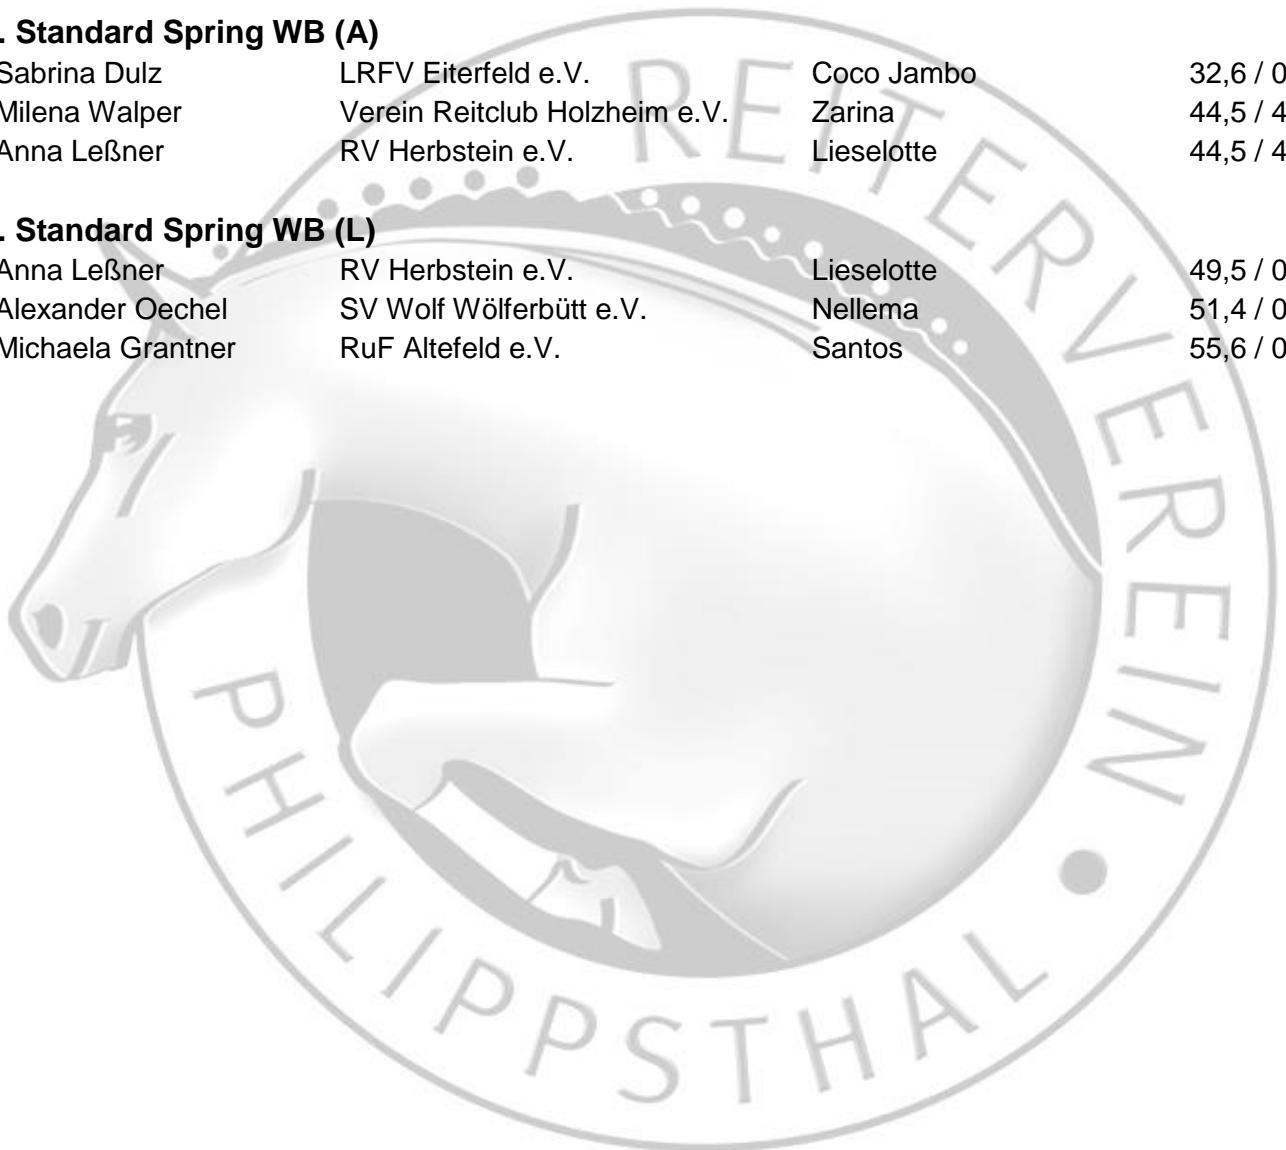 . Standard Spring WB (A)
Sabrina Dulz LRFV Eiterfeld e.V. Coco Jambo 32,6 / 0
Milena Walper Verein Reitclub Holzheim e.V. Zarina 44,5 / 4
Anna Leßner RV Herbstein e.V. Lieselotte 44,5 / 4
. Standard Spring WB (L)
Anna Leßner RV Herbstein e.V. Lieselotte 49,5 / 0
Alexander Oechel SV Wolf Wölferbütt e.V. Nellema 51,4 / 0
Michaela Grantner RuF Altefeld e.V. Santos 55,6 / 0
REITERVEREIN
PHILIPPSTHAL •